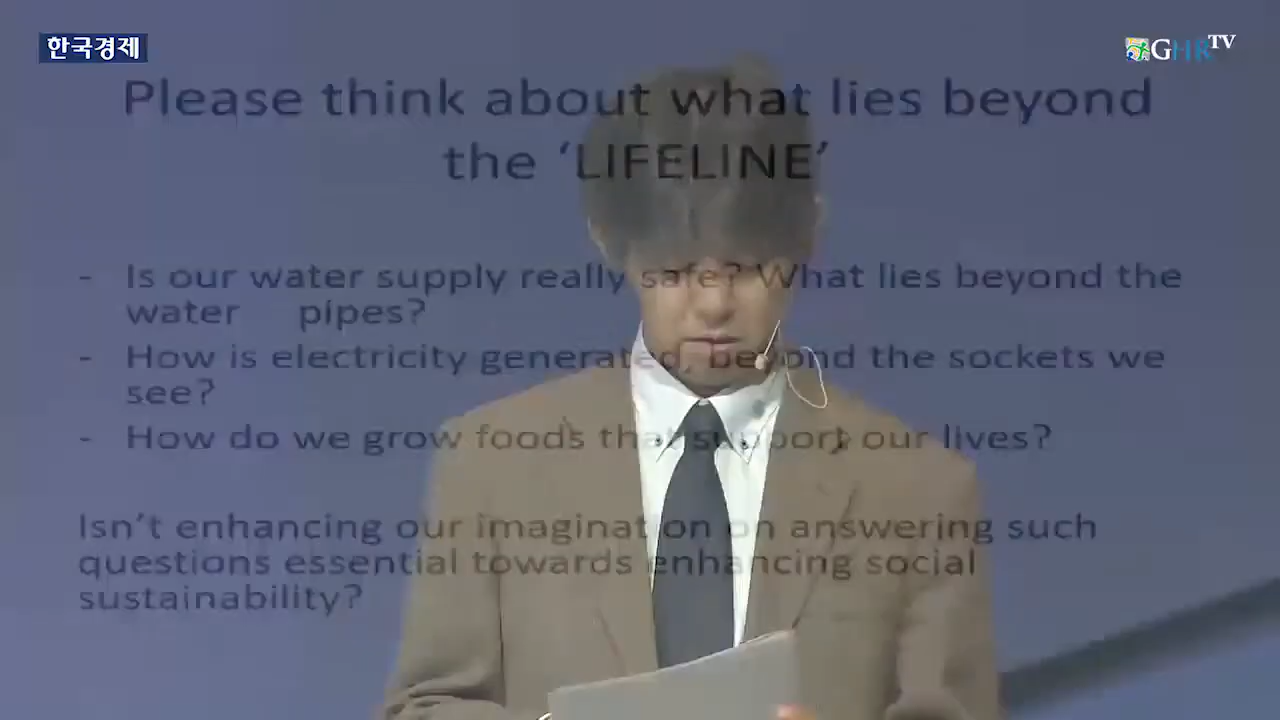 한국경제
GHR TV
Please think about what lies beyond
the ‘LIFELINE’
- Is our water supply really safe? What lies beyond the
water pipes?
- How is electricity generated, beyond the sockets we
see?
- How do we grow foods that support our lives?
Isn’t enhancing our imagination on answering such
questions essential towards enhancing social
sustainability?